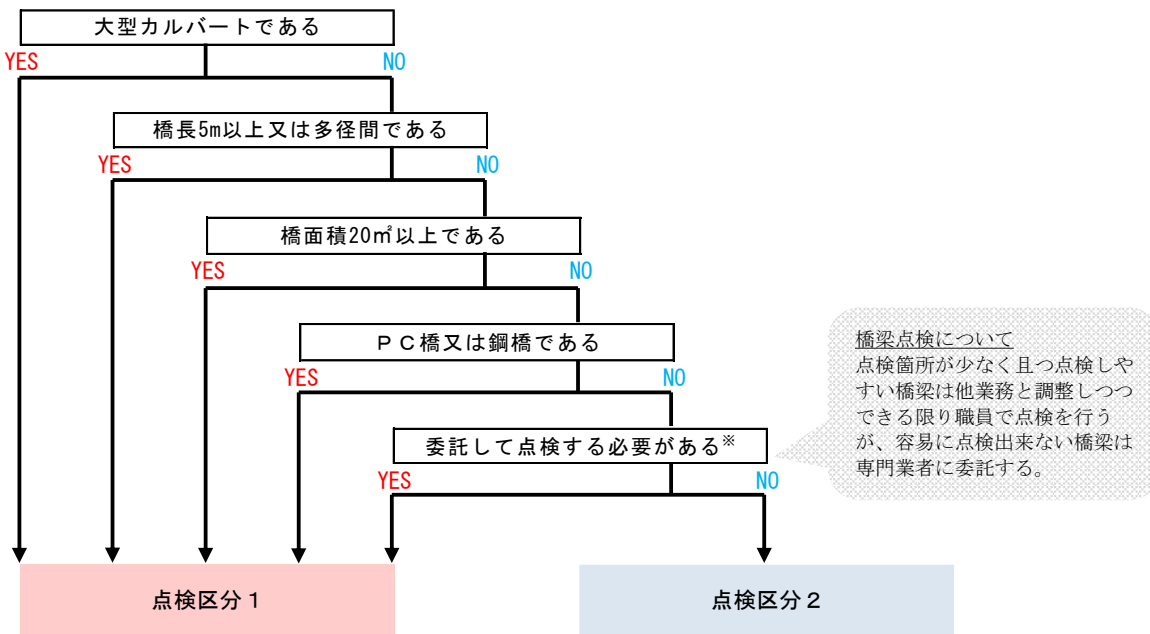 大型カルバートである
YES
NO
橋長5m以上又は多径間である
YES
NO
橋面積20㎡以上である
YES
NO
ＰＣ橋又は鋼橋である
YES
NO
委託して点検する必要がある※
YES
NO
橋梁点検について
点検箇所が少なく且つ点検しや
すい橋梁は他業務と調整しつつ
できる限り職員で点検を行う
が、容易に点検出来ない橋梁は
専門業者に委託する。
点検区分１
点検区分２